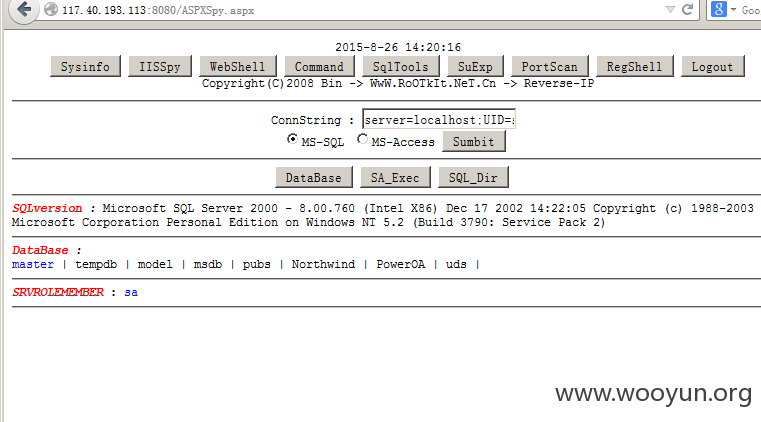 117.40.193.113:8080/ASPXSpy.aspx
Goo
2015-8-26 14:20:16
Sysinfo IISSpy WebShell Command SqlTools SuExp PortScan RegShell Logout
Copyright(C)2008 Bin -> WwW.RoOTkIt.NeT.Cn -> Reverse-IP
ConnString : server=localhost;UID=s
MS-SQL MS-Access Sumbit
DataBase SA_Exec SQL_Dir
SQLversion : Microsoft SQL Server 2000 - 8.00.760 (Intel X86) Dec 17 2002 14:22:05 Copyright (c) 1988-2003
Microsoft Corporation Personal Edition on Windows NT 5.2 (Build 3790: Service Pack 2)
DataBase :
master | tempdb | model | msdb | pubs | Northwind | PowerOA | uds |
SRVROLEMEMBER : sa
www.wooyun.org